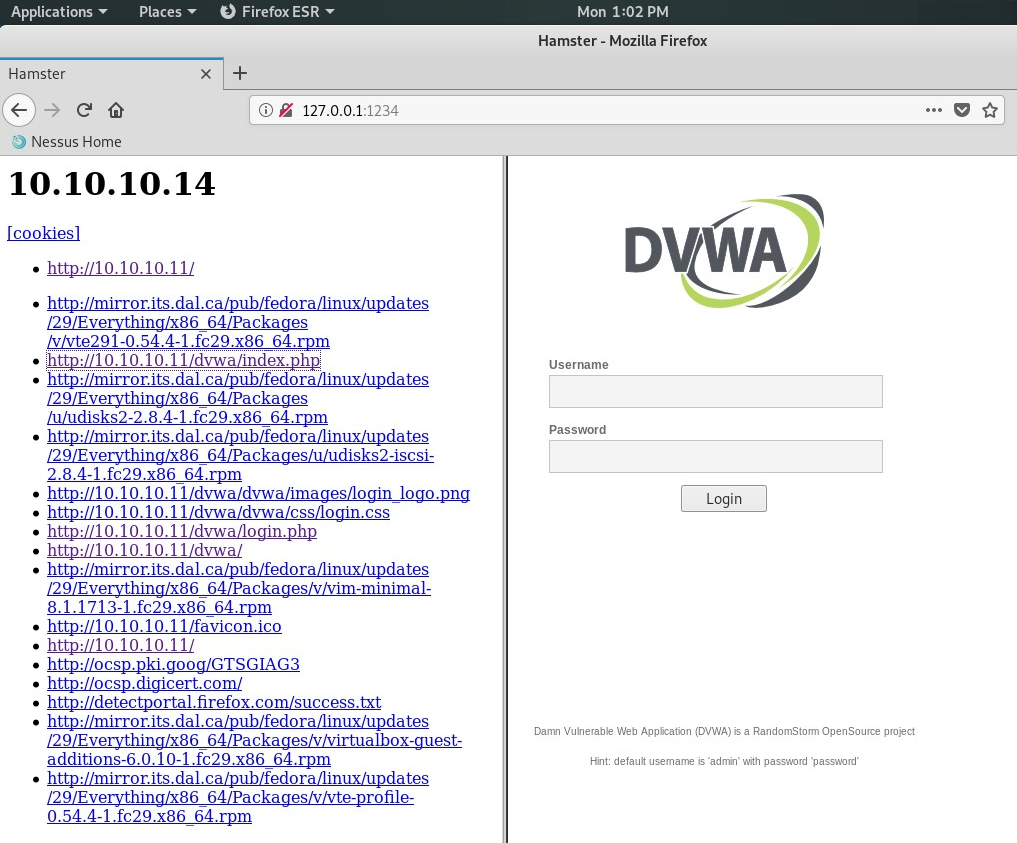 Applications Places Firefox ESR Mon 1:02 PM
Hamster - Mozilla Firefox
Hamster
127.0.0.1:1234
Nessus Home
10.10.10.14
[cookies]
http://10.10.10.11/
http://mirror.its.dal.ca/pub/fedora/linux/updates
/29/Everything/x86_64/Packages
/v/vte291-0.54.4-1.fc29.x86_64.rpm
http://10.10.10.11/dvwa/index.php
http://mirror.its.dal.ca/pub/fedora/linux/updates
/29/Everything/x86_64/Packages
/u/udisks2-2.8.4-1.fc29.x86_64.rpm
http://mirror.its.dal.ca/pub/fedora/linux/updates
/29/Everything/x86_64/Packages/u/udisks2-iscsi-
2.8.4-1.fc29.x86_64.rpm
http://10.10.10.11/dvwa/dvwa/images/login_logo.png
http://10.10.10.11/dvwa/dvwa/css/login.css
http://10.10.10.11/dvwa/login.php
http://10.10.10.11/dvwa/
http://mirror.its.dal.ca/pub/fedora/linux/updates
/29/Everything/x86_64/Packages/v/vim-minimal-
8.1.1713-1.fc29.x86_64.rpm
http://10.10.10.11/favicon.ico
http://10.10.10.11/
http://ocsp.pki.goog/GTSGIAG3
http://ocsp.digicert.com/
http://detectportal.firefox.com/success.txt
http://mirror.its.dal.ca/pub/fedora/linux/updates
/29/Everything/x86_64/Packages/v/virtualbox-guest-
additions-6.0.10-1.fc29.x86_64.rpm
http://mirror.its.dal.ca/pub/fedora/linux/updates
/29/Everything/x86_64/Packages/v/vte-profile-
0.54.4-1.fc29.x86_64.rpm
DVWA
Username
Password
Login
Damn Vulnerable Web Application (DVWA) is a RandomStorm OpenSource project
Hint: default username is 'admin' with password 'password'